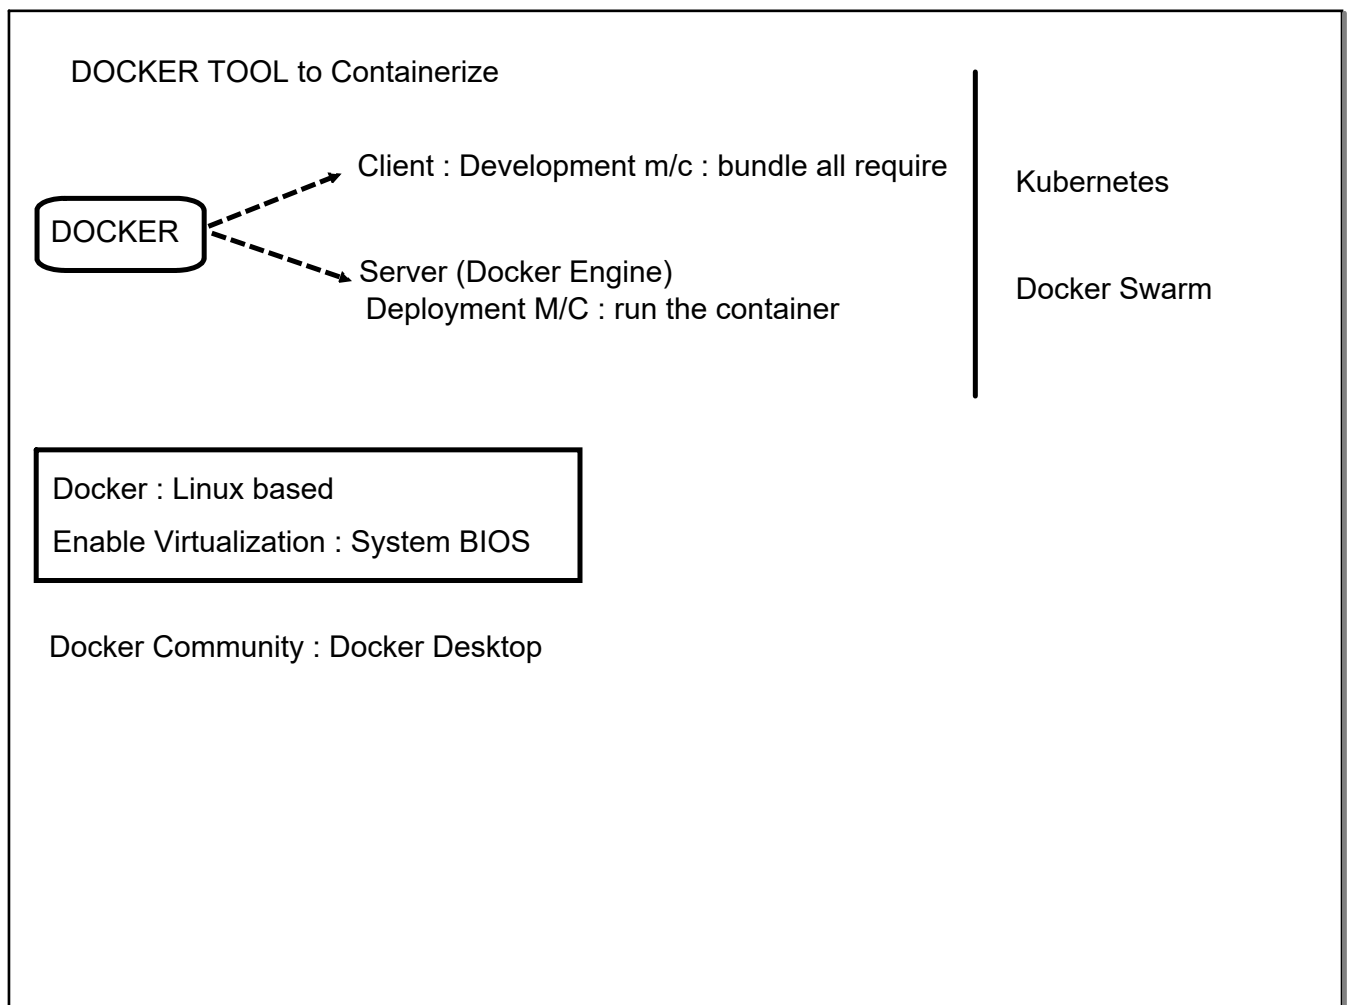 DOCKER TOOL to Containerize
DOCKER
Client : Development m/c : bundle all require
Server (Docker Engine)
Deployment M/C : run the container
Kubernetes
Docker Swarm
Docker : Linux based
Enable Virtualization : System BIOS
Docker Community : Docker Desktop